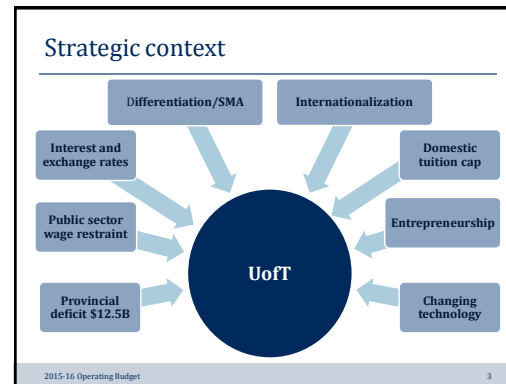 Strategic context
Differentiation/SMA
Internationalization
Interest and
exchange rates
Domestic
tuition cap
Public sector
wage restraint
Entrepreneurship
UofT
Provincial
deficit $12.5B
Changing
technology
2015-16 Operating Budget
3